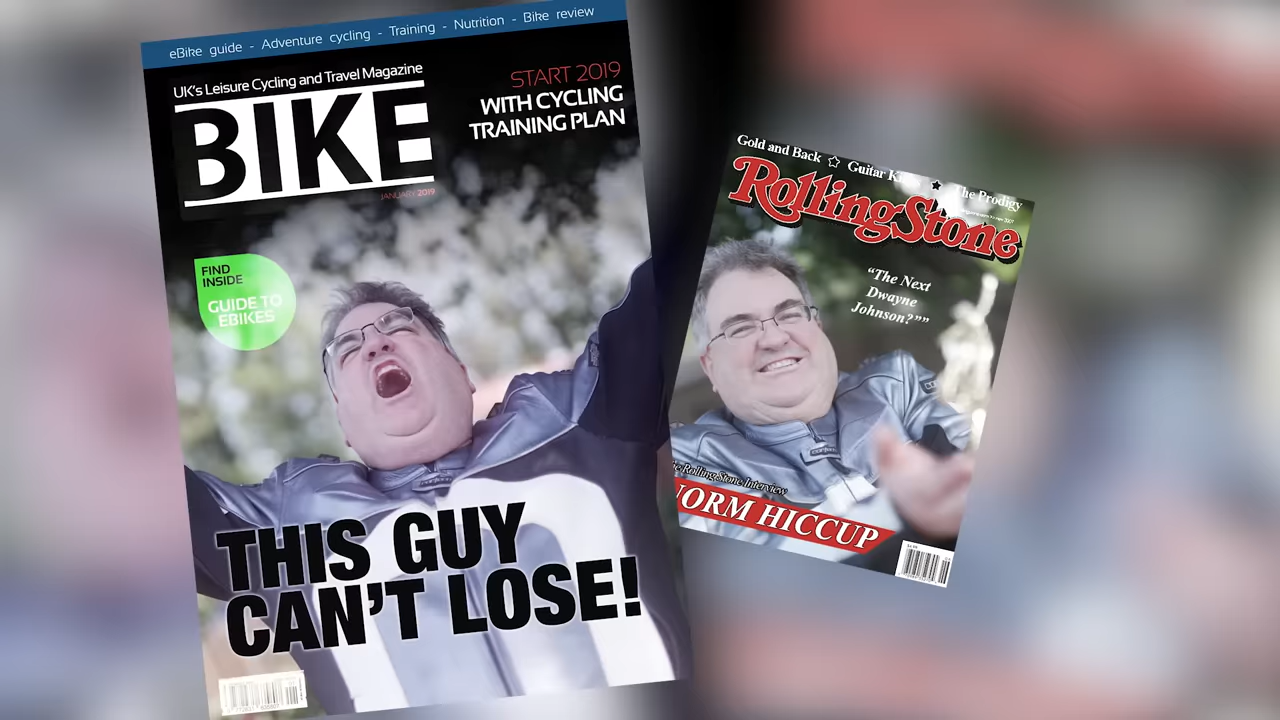 eBike guide - Adventure cycling - Training - Nutrition - Bike review
UK's Leisure Cycling and Travel Magazine
BIKE
JANUARY 2019
START 2019
WITH CYCLING
TRAINING PLAN
FIND
INSIDE
GUIDE TO
EBIKES
THIS GUY
CAN'T LOSE!
Gold and Back ☆ Guitar ★ The Prodigy
RollingStone
“The Next
Dwayne
Johnson?””
Rolling Stone Interview
NORM HICCUP